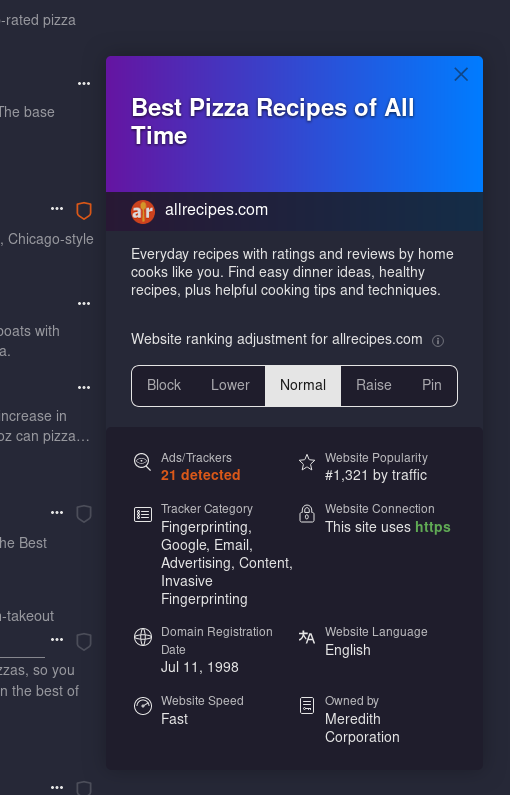 -rated pizza
The base
, Chicago-style
boats with
a.
ncrease in
oz can pizza…
he Best
n-takeout
zzas, so you
n the best of
Best Pizza Recipes of All
Time
allrecipes.com
Everyday recipes with ratings and reviews by home
cooks like you. Find easy dinner ideas, healthy
recipes, plus helpful cooking tips and techniques.
Website ranking adjustment for allrecipes.com
Block Lower Normal Raise Pin
Ads/Trackers
21 detected
Website Popularity
#1,321 by traffic
Tracker Category
Fingerprinting,
Google, Email,
Advertising, Content,
Invasive
Fingerprinting
Website Connection
This site uses https
Domain Registration
Date
Jul 11, 1998
Website Language
English
Website Speed
Fast
Owned by
Meredith
Corporation